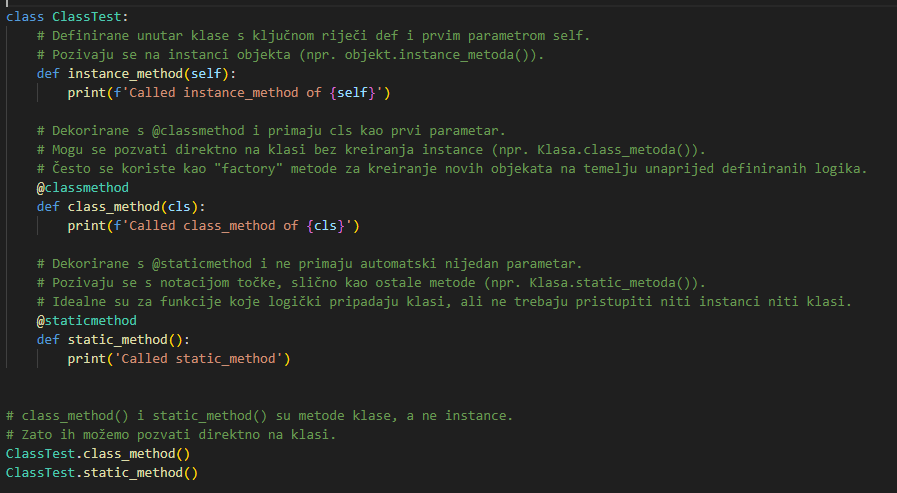 class ClassTest:
    # Definirane unutar klase s ključnom riječi def i prvim parametrom self.
    # Pozivaju se na instanci objekta (npr. objekt.instance_metoda()).
    def instance_method(self):
        print(f'Called instance_method of {self}')

    # Dekorirane s @classmethod i primaju cls kao prvi parametar.
    # Mogu se pozvati direktno na klasi bez kreiranja instance (npr. Klasa.class_metoda()).
    # Često se koriste kao "factory" metode za kreiranje novih objekata na temelju unaprijed definiranih logika.
    @classmethod
    def class_method(cls):
        print(f'Called class_method of {cls}')

    # Dekorirane s @staticmethod i ne primaju automatski nijedan parametar.
    # Pozivaju se s notacijom točke, slično kao ostale metode (npr. Klasa.static_metoda()).
    # Idealne su za funkcije koje logički pripadaju klasi, ali ne trebaju pristupiti niti instanci niti klasi.
    @staticmethod
    def static_method():
        print('Called static_method')


# class_method() i static_method() su metode klase, a ne instance.
# Zato ih možemo pozvati direktno na klasi.
ClassTest.class_method()
ClassTest.static_method()